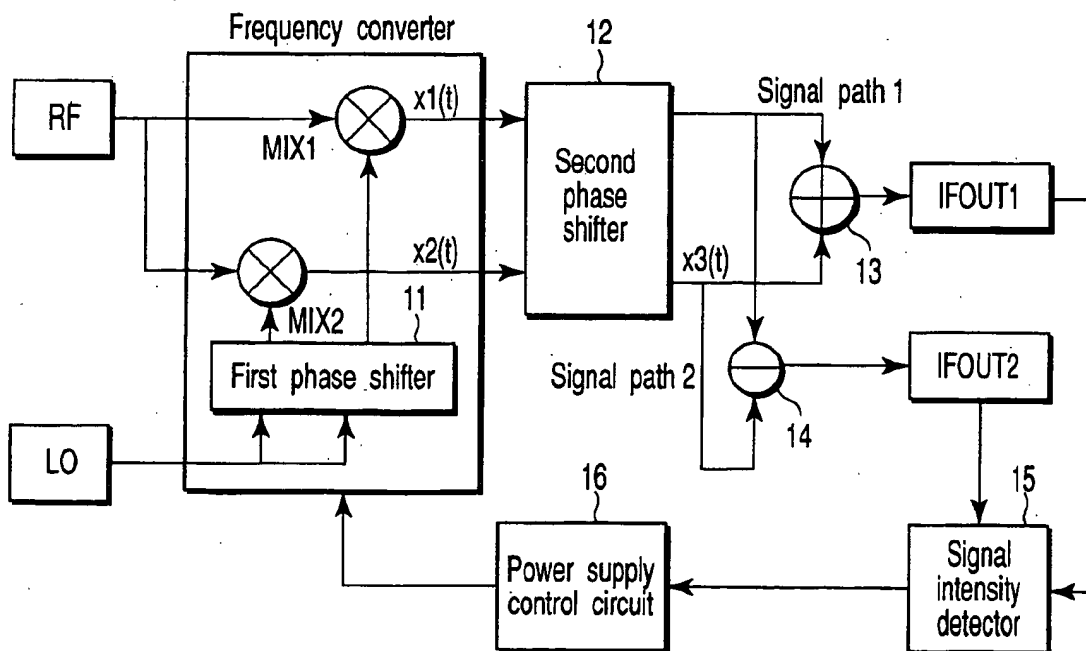 Frequency converter
12
RF
x1(t)
MIX1
Signal path 1
Second
phase
shifter
IFOUT1
13
x2(t)
x3(t)
MIX2
11
First phase shifter
Signal path 2
IFOUT2
14
LO
16
15
Power supply
control circuit
Signal
intensity
detector